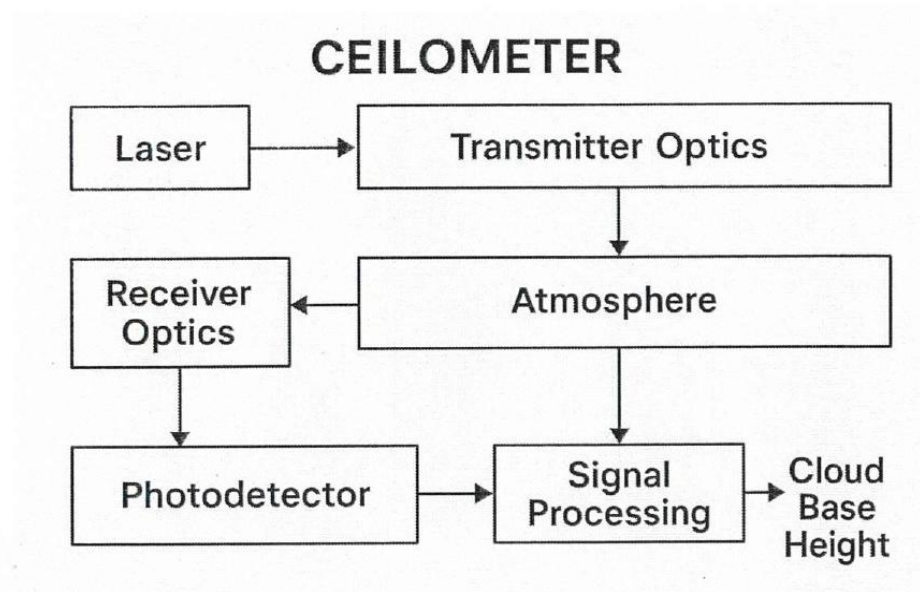 CEILOMETER
Laser
Transmitter Optics
Receiver
Optics
Atmosphere
Photodetector
Signal
Processing
Cloud
Base
Height